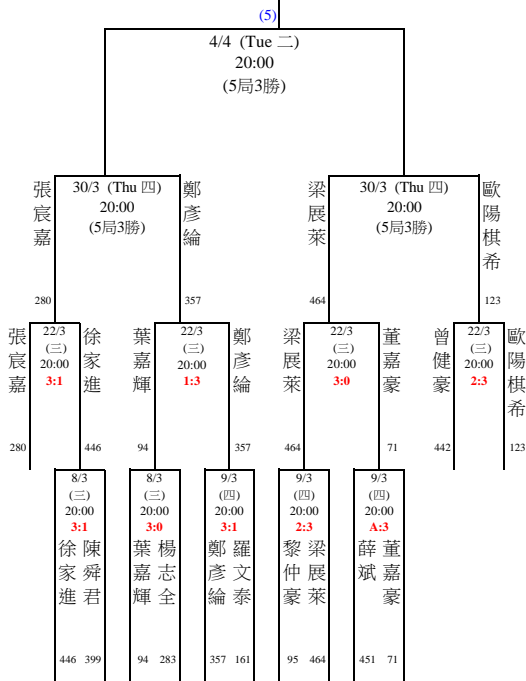 (5)
4/4 (Tue 二)
20:00
(5局3勝)
張宸嘉
30/3 (Thu 四)
20:00
(5局3勝)
鄭彥綸
梁展萊
30/3 (Thu 四)
20:00
(5局3勝)
歐陽棋希
280
357
464
123
張宸嘉
22/3
(三)
20:00
3:1
徐家進
葉嘉輝
22/3
(三)
20:00
1:3
鄭彥綸
梁展萊
22/3
(三)
20:00
3:0
董嘉豪
曾健豪
22/3
(三)
20:00
2:3
歐陽棋希
280
446
94
357
464
71
442
123
8/3
(三)
20:00
3:1
徐家進
陳舜君
446
399
8/3
(三)
20:00
3:0
葉嘉輝
楊志全
94
283
9/3
(四)
20:00
3:1
鄭彥綸
羅文泰
357
161
9/3
(四)
20:00
2:3
黎仲豪
梁展萊
95
464
9/3
(四)
20:00
A:3
薛斌
董嘉豪
451
71